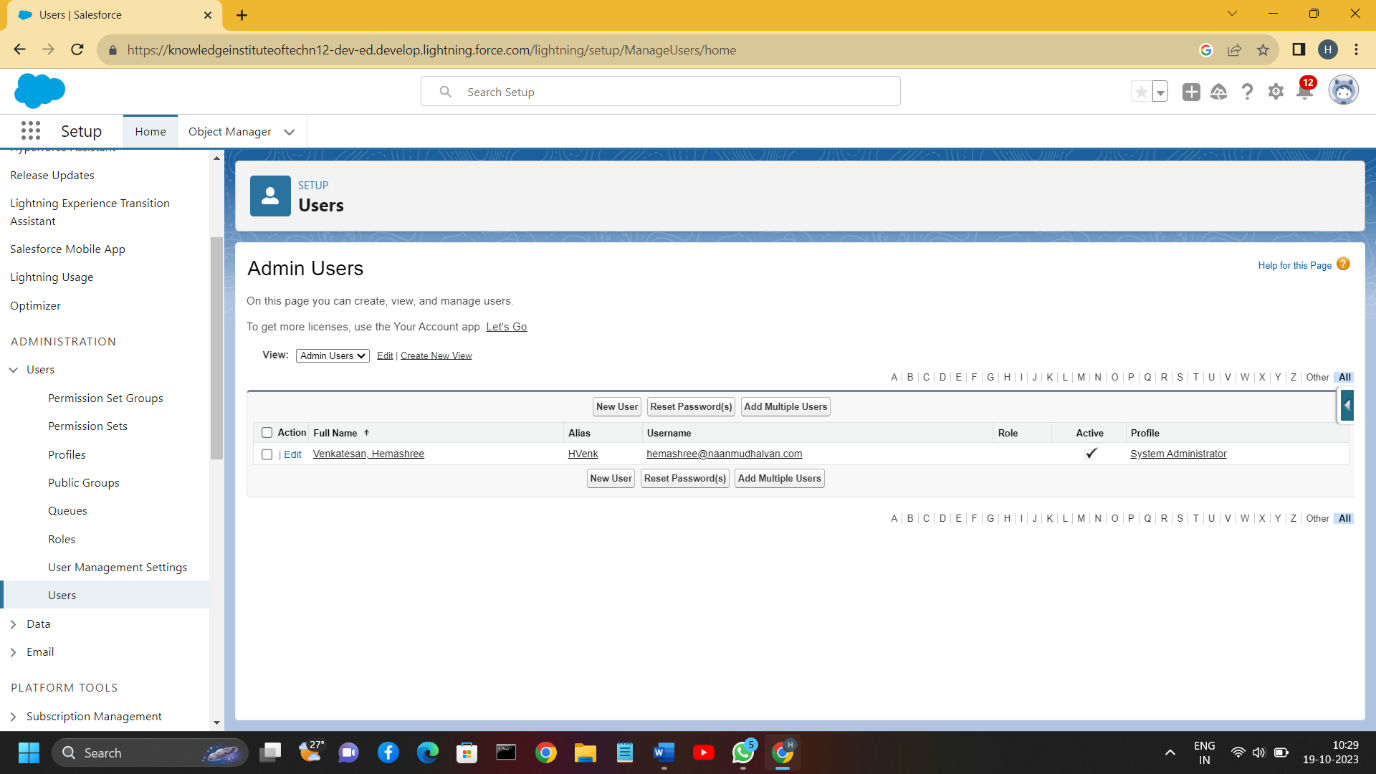 Users | Salesforce
https://knowledgeinstituteoftechn12-dev-ed.develop.lightning.force.com/lightning/setup/ManageUsers/home
H
Search Setup
12
Setup
Home
Object Manager
Release Updates
Lightning Experience Transition
Assistant
Salesforce Mobile App
Lightning Usage
Optimizer
ADMINISTRATION
Users
Permission Set Groups
Permission Sets
Profiles
Public Groups
Queues
Roles
User Management Settings
Users
Data
Email
PLATFORM TOOLS
Subscription Management
SETUP
Users
Admin Users
Help for this Page ?
On this page you can create, view, and manage users.
To get more licenses, use the Your Account app. Let's Go
View: Admin Users Edit | Create New View
A | B | C | D | E | F | G | H | I | J | K | L | M | N | O | P | Q | R | S | T | U | V | W | X | Y | Z | Other | All
New User Reset Password(s) Add Multiple Users
Action Full Name ↑ Alias Username Role Active Profile
| Edit Venkatesan, Hemashree HVenk hemashree@naanmudhalvan.com ✓ System Administrator
New User Reset Password(s) Add Multiple Users
A | B | C | D | E | F | G | H | I | J | K | L | M | N | O | P | Q | R | S | T | U | V | W | X | Y | Z | Other | All
Search
27°
W
5
H
ENG
IN
10:29
19-10-2023